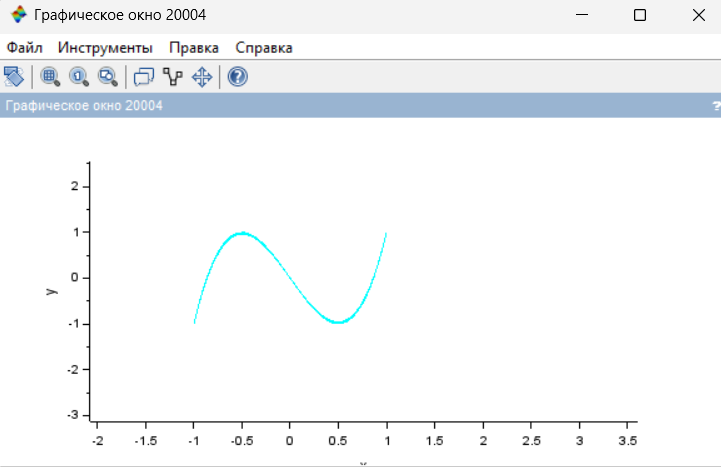 Графическое окно 20004
Файл Инструменты Правка Справка
?
Графическое окно 20004 ?
2
1
0
-1
-2
-3
y
-2 -1.5 -1 -0.5 0 0.5 1 1.5 2 2.5 3 3.5